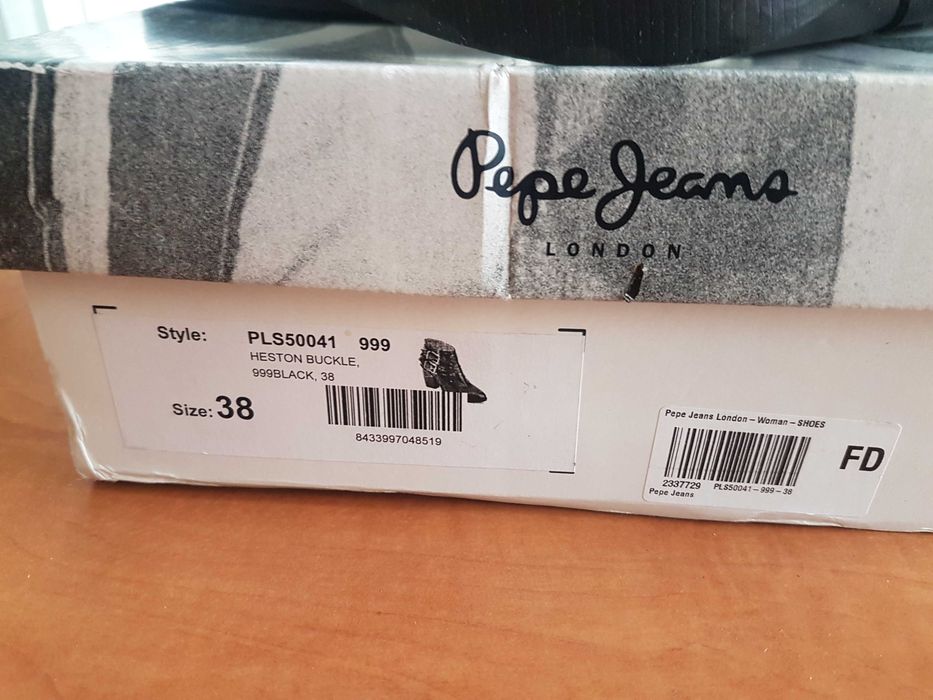 Pepe Jeans
LONDON
Style: PLS50041 999
HESTON BUCKLE,
999BLACK, 38
Size: 38
8433997048519
Pepe Jeans London - Woman - SHOES
FD
2337729 PLS50041-999-38
Pepe Jeans